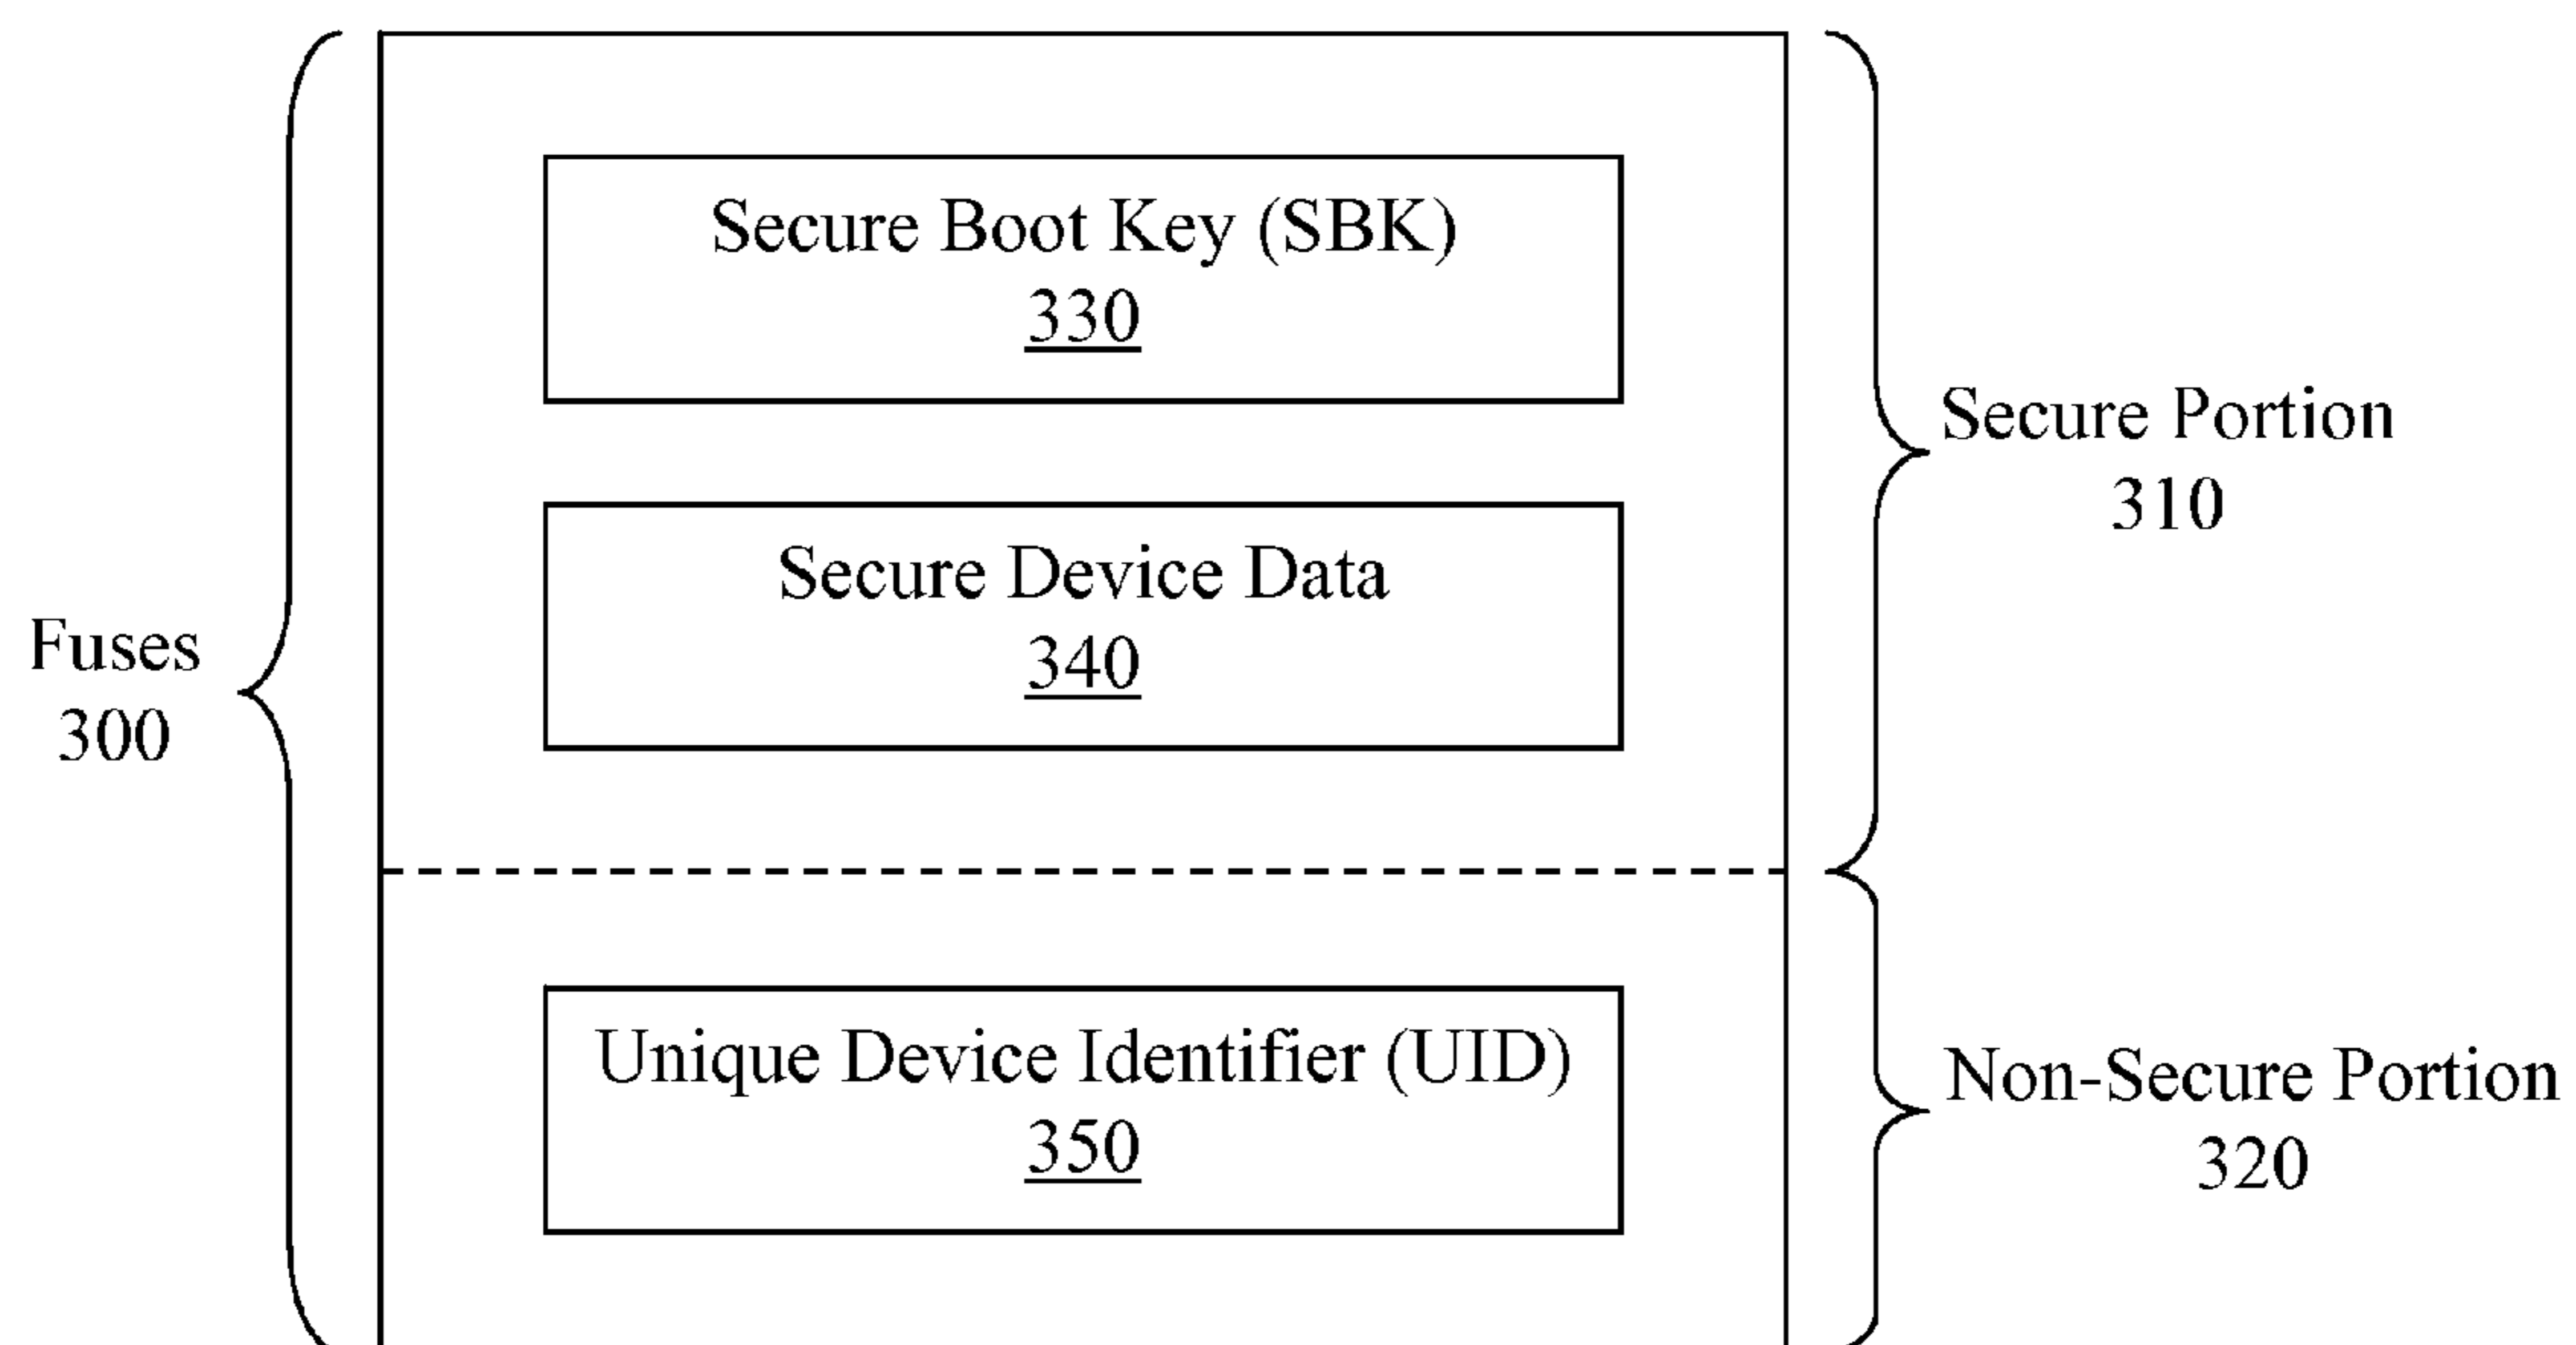 Secure Boot Key (SBK)
330
Secure Device Data
340
Unique Device Identifier (UID)
350
Fuses
300
Secure Portion
310
Non-Secure Portion
320